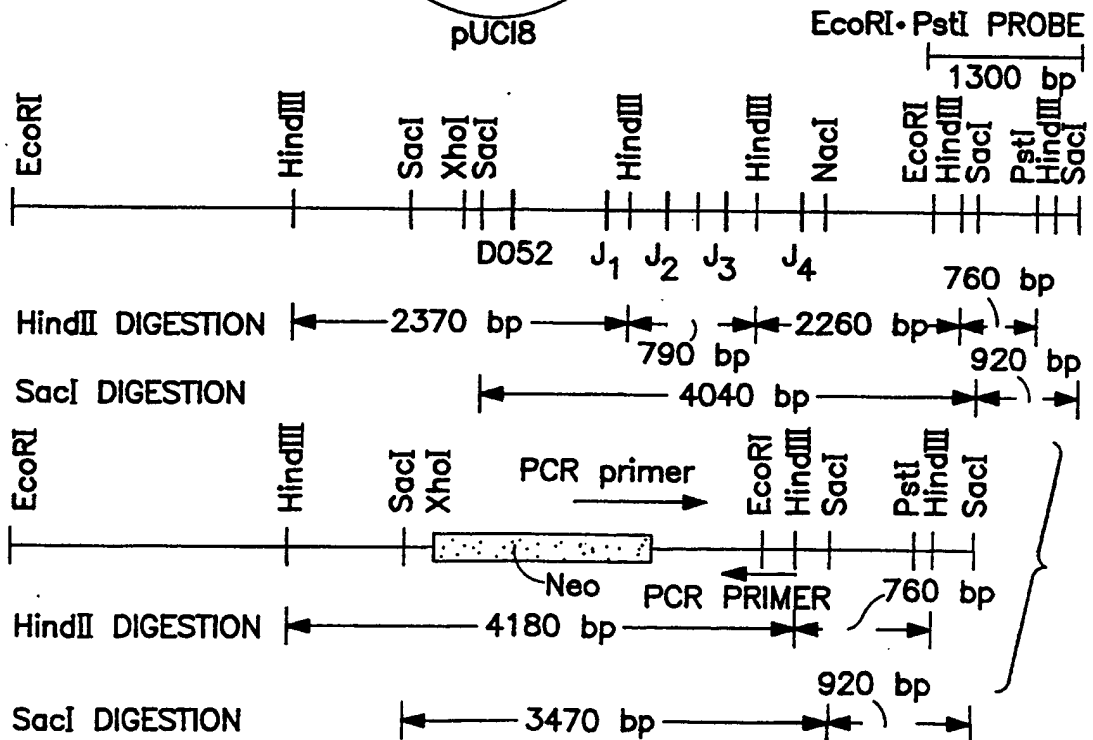 pUC18
EcoRI•PstI PROBE
1300 bp
EcoRI
HindIII
SacI
XhoI
SacI
HindIII
HindIII
NacI
EcoRI
HindIII
SacI
PstI
HindIII
SacI
D052
J1
J2
J3
J4
HindII DIGESTION
2370 bp
790 bp
2260 bp
760 bp
SacI DIGESTION
4040 bp
920 bp
EcoRI
HindIII
SacI
XhoI
PCR primer
EcoRI
HindIII
SacI
PstI
HindIII
SacI
Neo
PCR PRIMER
HindII DIGESTION
4180 bp
760 bp
SacI DIGESTION
3470 bp
920 bp